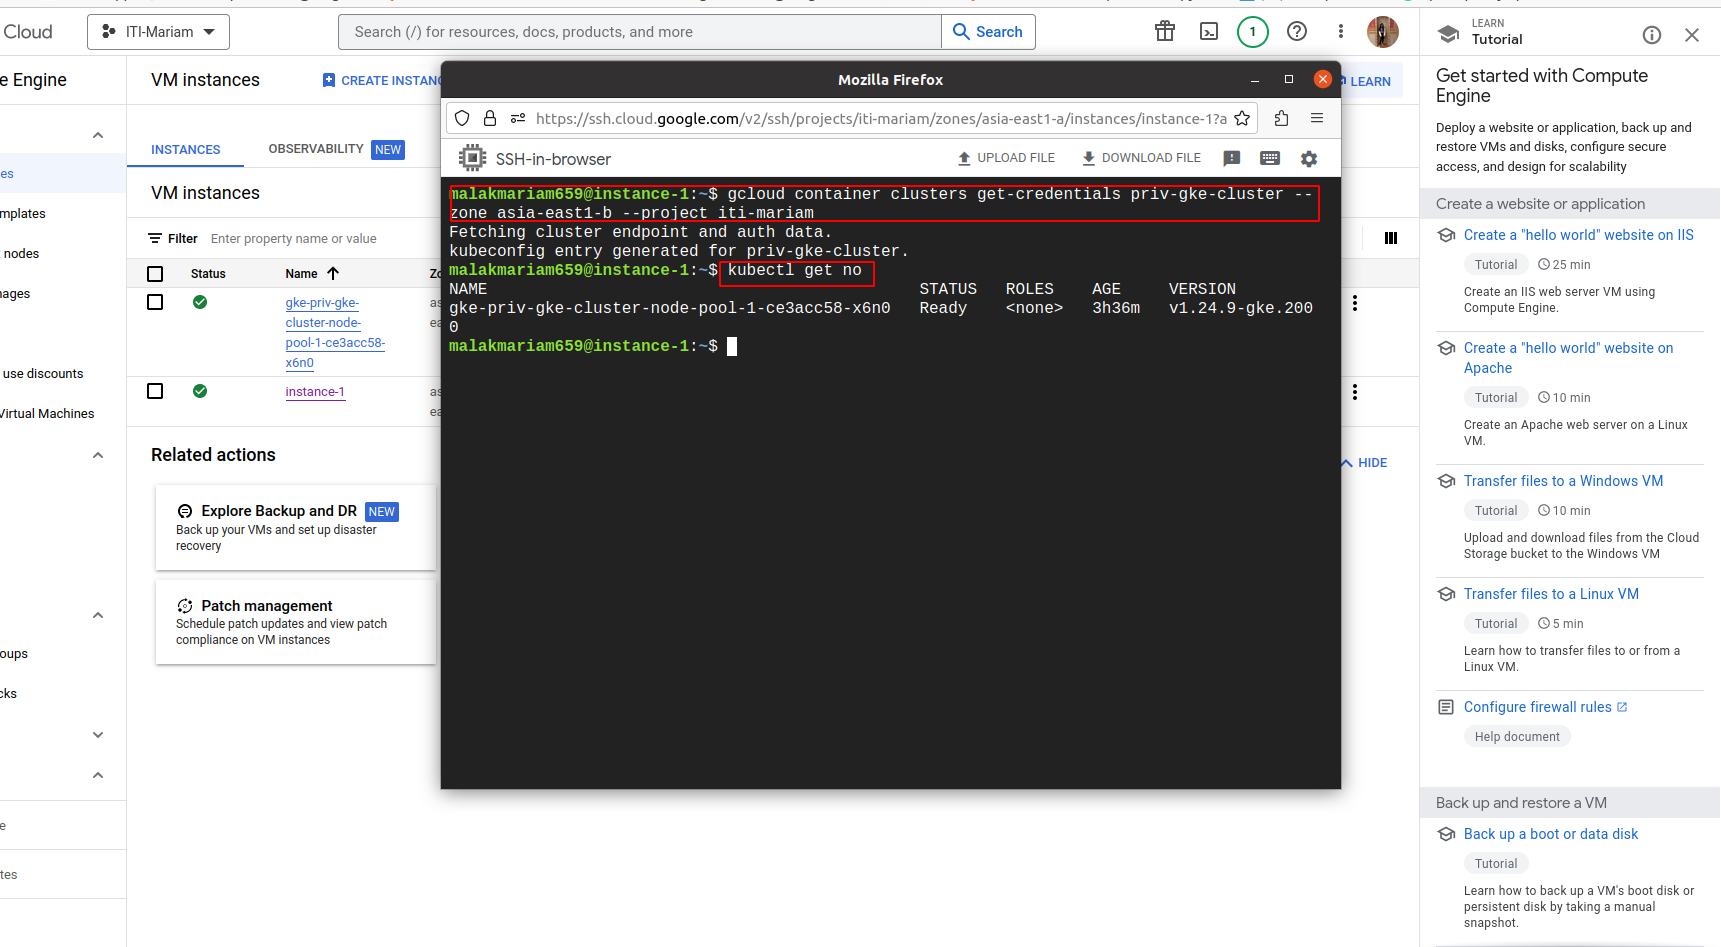 Cloud
ITI-Mariam
Search (/) for resources, docs, products, and more
Search
1
LEARN
Tutorial
e Engine
VM instances
CREATE INSTANC
LEARN
Mozilla Firefox
https://ssh.cloud.google.com/v2/ssh/projects/iti-mariam/zones/asia-east1-a/instances/instance-1?a
SSH-in-browser
UPLOAD FILE
DOWNLOAD FILE
malakmariam659@instance-1:~$ gcloud container clusters get-credentials priv-gke-cluster --
zone asia-east1-b --project iti-mariam
Fetching cluster endpoint and auth data.
kubeconfig entry generated for priv-gke-cluster.
malakmariam659@instance-1:~$ kubectl get no
NAME STATUS ROLES AGE VERSION
gke-priv-gke-cluster-node-pool-1-ce3acc58-x6n0 Ready <none> 3h36m v1.24.9-gke.200
0
malakmariam659@instance-1:~$
INSTANCES
OBSERVABILITY NEW
VM instances
Filter Enter property name or value
Status Name Zo
gke-priv-gke-
cluster-node-
pool-1-ce3acc58-
x6n0
as
ea
instance-1
as
ea
Related actions
HIDE
Explore Backup and DR NEW
Back up your VMs and set up disaster
recovery
Patch management
Schedule patch updates and view patch
compliance on VM instances
es
mplates
nodes
ages
use discounts
Virtual Machines
oups
cks
e
tes
Get started with Compute
Engine
Deploy a website or application, back up and
restore VMs and disks, configure secure
access, and design for scalability
Create a website or application
Create a "hello world" website on IIS
Tutorial 25 min
Create an IIS web server VM using
Compute Engine.
Create a "hello world" website on
Apache
Tutorial 10 min
Create an Apache web server on a Linux
VM.
Transfer files to a Windows VM
Tutorial 10 min
Upload and download files from the Cloud
Storage bucket to the Windows VM
Transfer files to a Linux VM
Tutorial 5 min
Learn how to transfer files to or from a
Linux VM.
Configure firewall rules
Help document
Back up and restore a VM
Back up a boot or data disk
Tutorial
Learn how to back up a VM's boot disk or
persistent disk by taking a manual
snapshot.